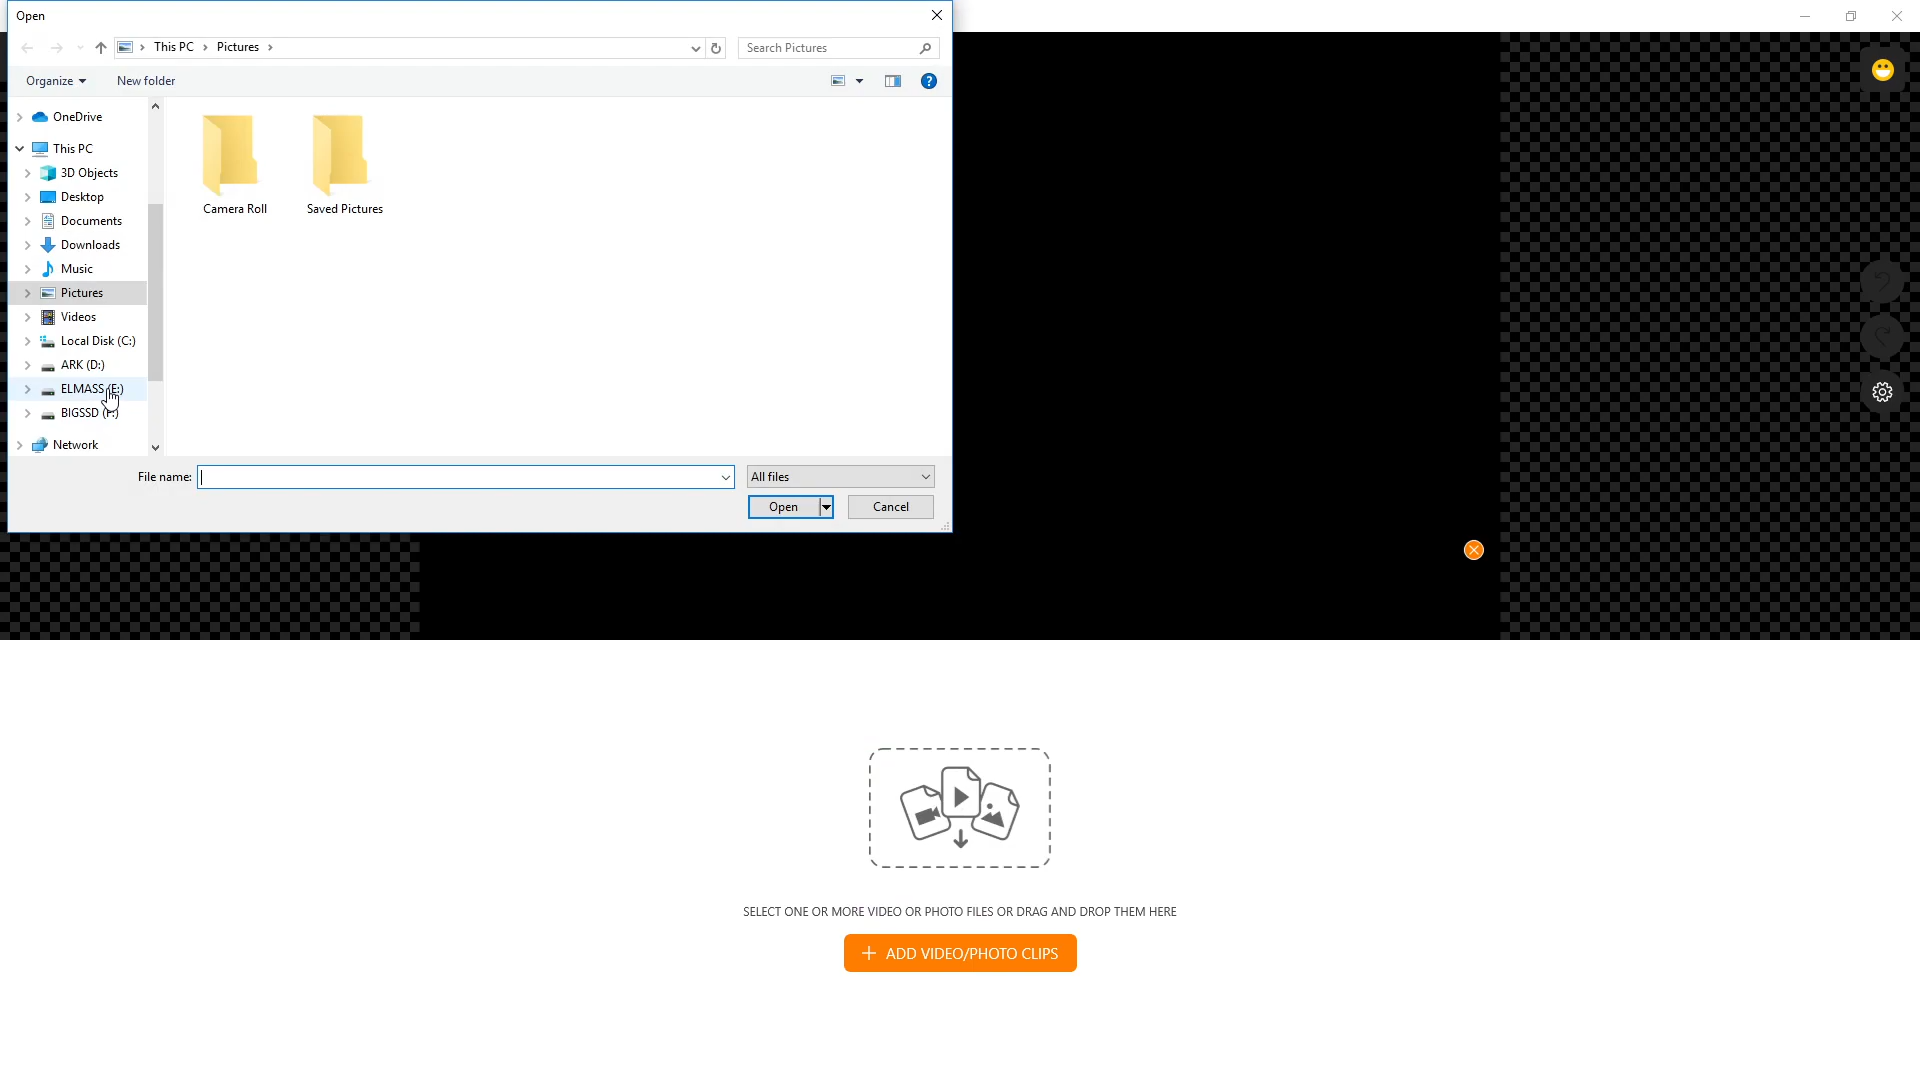 Open
This PC
Pictures
Search Pictures
Organize
New folder
OneDrive
This PC
3D Objects
Desktop
Documents
Downloads
Music
Pictures
Videos
Local Disk (C:)
ARK (D:)
ELMASS (E:)
BIGSSD (F:)
Network
Camera Roll
Saved Pictures
File name:
All files
Open
Cancel
SELECT ONE OR MORE VIDEO OR PHOTO FILES OR DRAG AND DROP THEM HERE
ADD VIDEO/PHOTO CLIPS